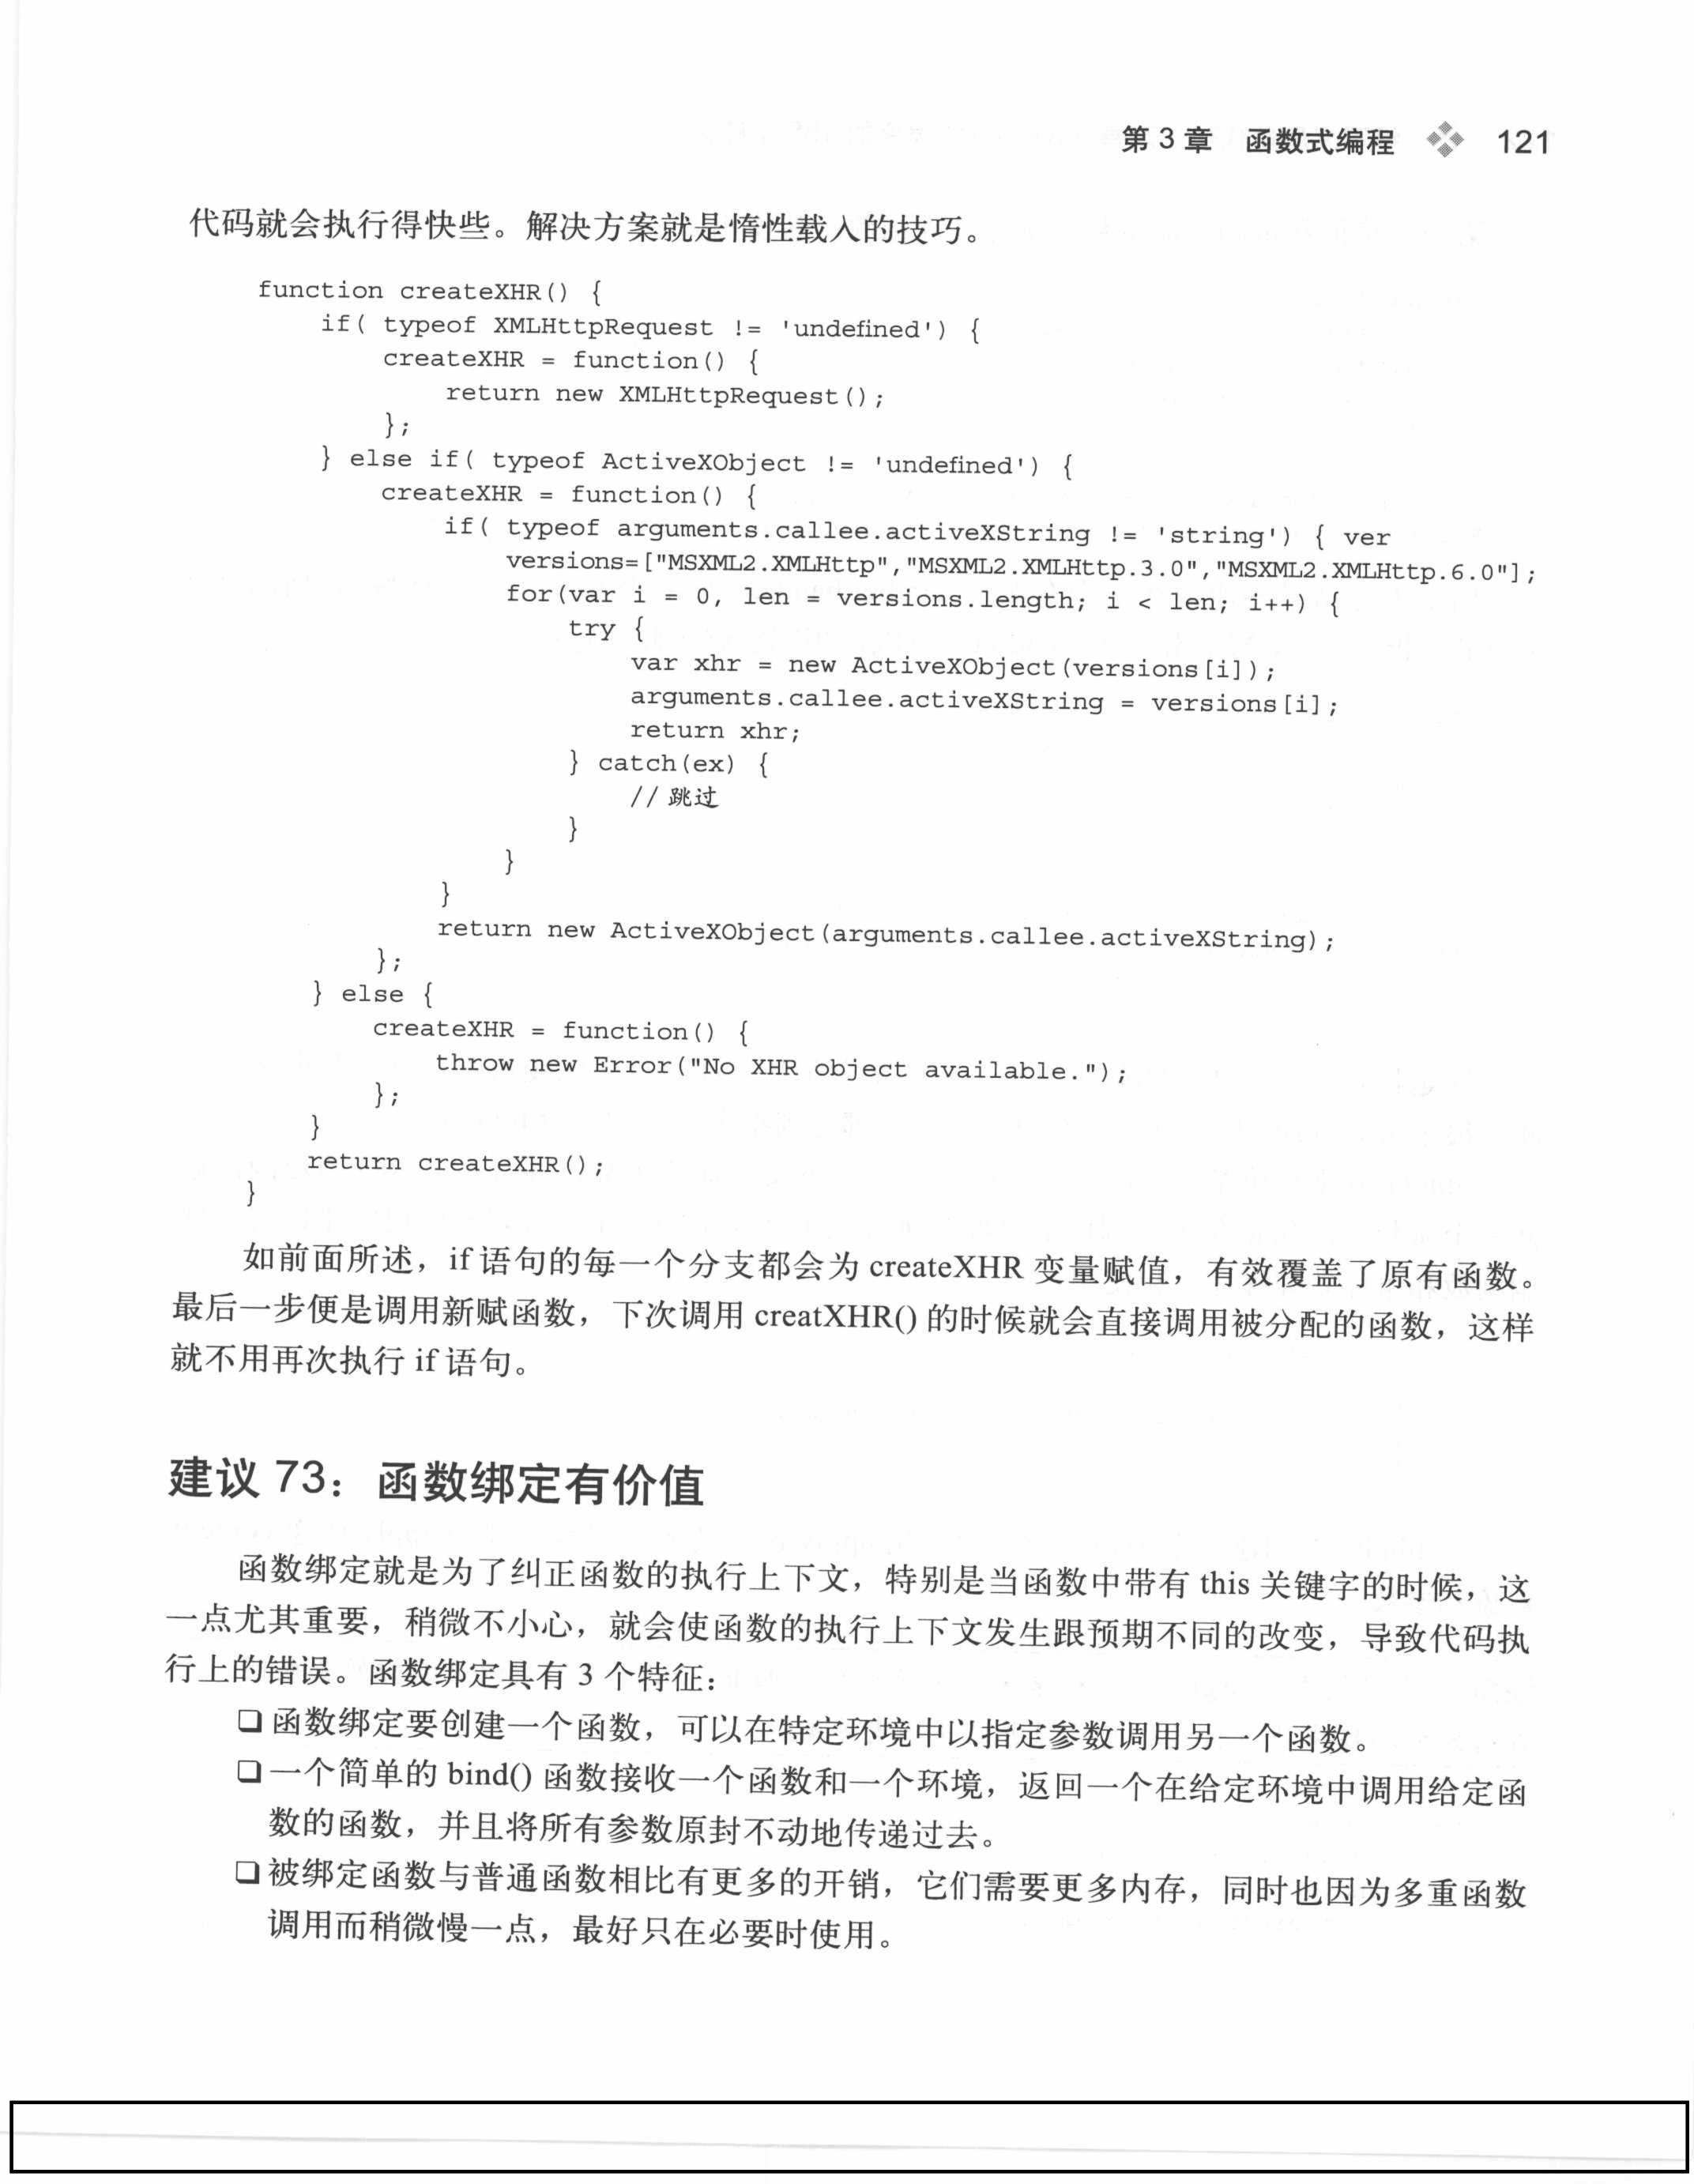 第 3 章 函数式编程 121
代码就会执行得快些。解决方案就是惰性载入的技巧。
function createXHR() {
    if( typeof XMLHttpRequest != 'undefined') {
        createXHR = function() {
            return new XMLHttpRequest();
        };
    } else if( typeof ActiveXObject != 'undefined') {
        createXHR = function() {
            if( typeof arguments.callee.activeXString != 'string') { ver
                versions=["MSXML2.XMLHttp","MSXML2.XMLHttp.3.0","MSXML2.XMLHttp.6.0"];
                for(var i = 0, len = versions.length; i < len; i++) {
                    try {
                        var xhr = new ActiveXObject(versions[i]);
                        arguments.callee.activeXString = versions[i];
                        return xhr;
                    } catch(ex) {
                        // 跳过
                    }
                }
            }
            return new ActiveXObject(arguments.callee.activeXString);
        };
    } else {
        createXHR = function() {
            throw new Error("No XHR object available.");
        };
    }
    return createXHR();
}
如前面所述，if 语句的每一个分支都会为 createXHR 变量赋值，有效覆盖了原有函数。
最后一步便是调用新赋函数，下次调用 creatXHR() 的时候就会直接调用被分配的函数，这样
就不用再次执行 if 语句。
建议 73：函数绑定有价值
函数绑定就是为了纠正函数的执行上下文，特别是当函数中带有 this 关键字的时候，这
一点尤其重要，稍微不小心，就会使函数的执行上下文发生跟预期不同的改变，导致代码执
行上的错误。函数绑定具有 3 个特征：
❑ 函数绑定要创建一个函数，可以在特定环境中以指定参数调用另一个函数。
❑ 一个简单的 bind() 函数接收一个函数和一个环境，返回一个在给定环境中调用给定函
数的函数，并且将所有参数原封不动地传递过去。
❑ 被绑定函数与普通函数相比有更多的开销，它们需要更多内存，同时也因为多重函数
调用而稍微慢一点，最好只在必要时使用。